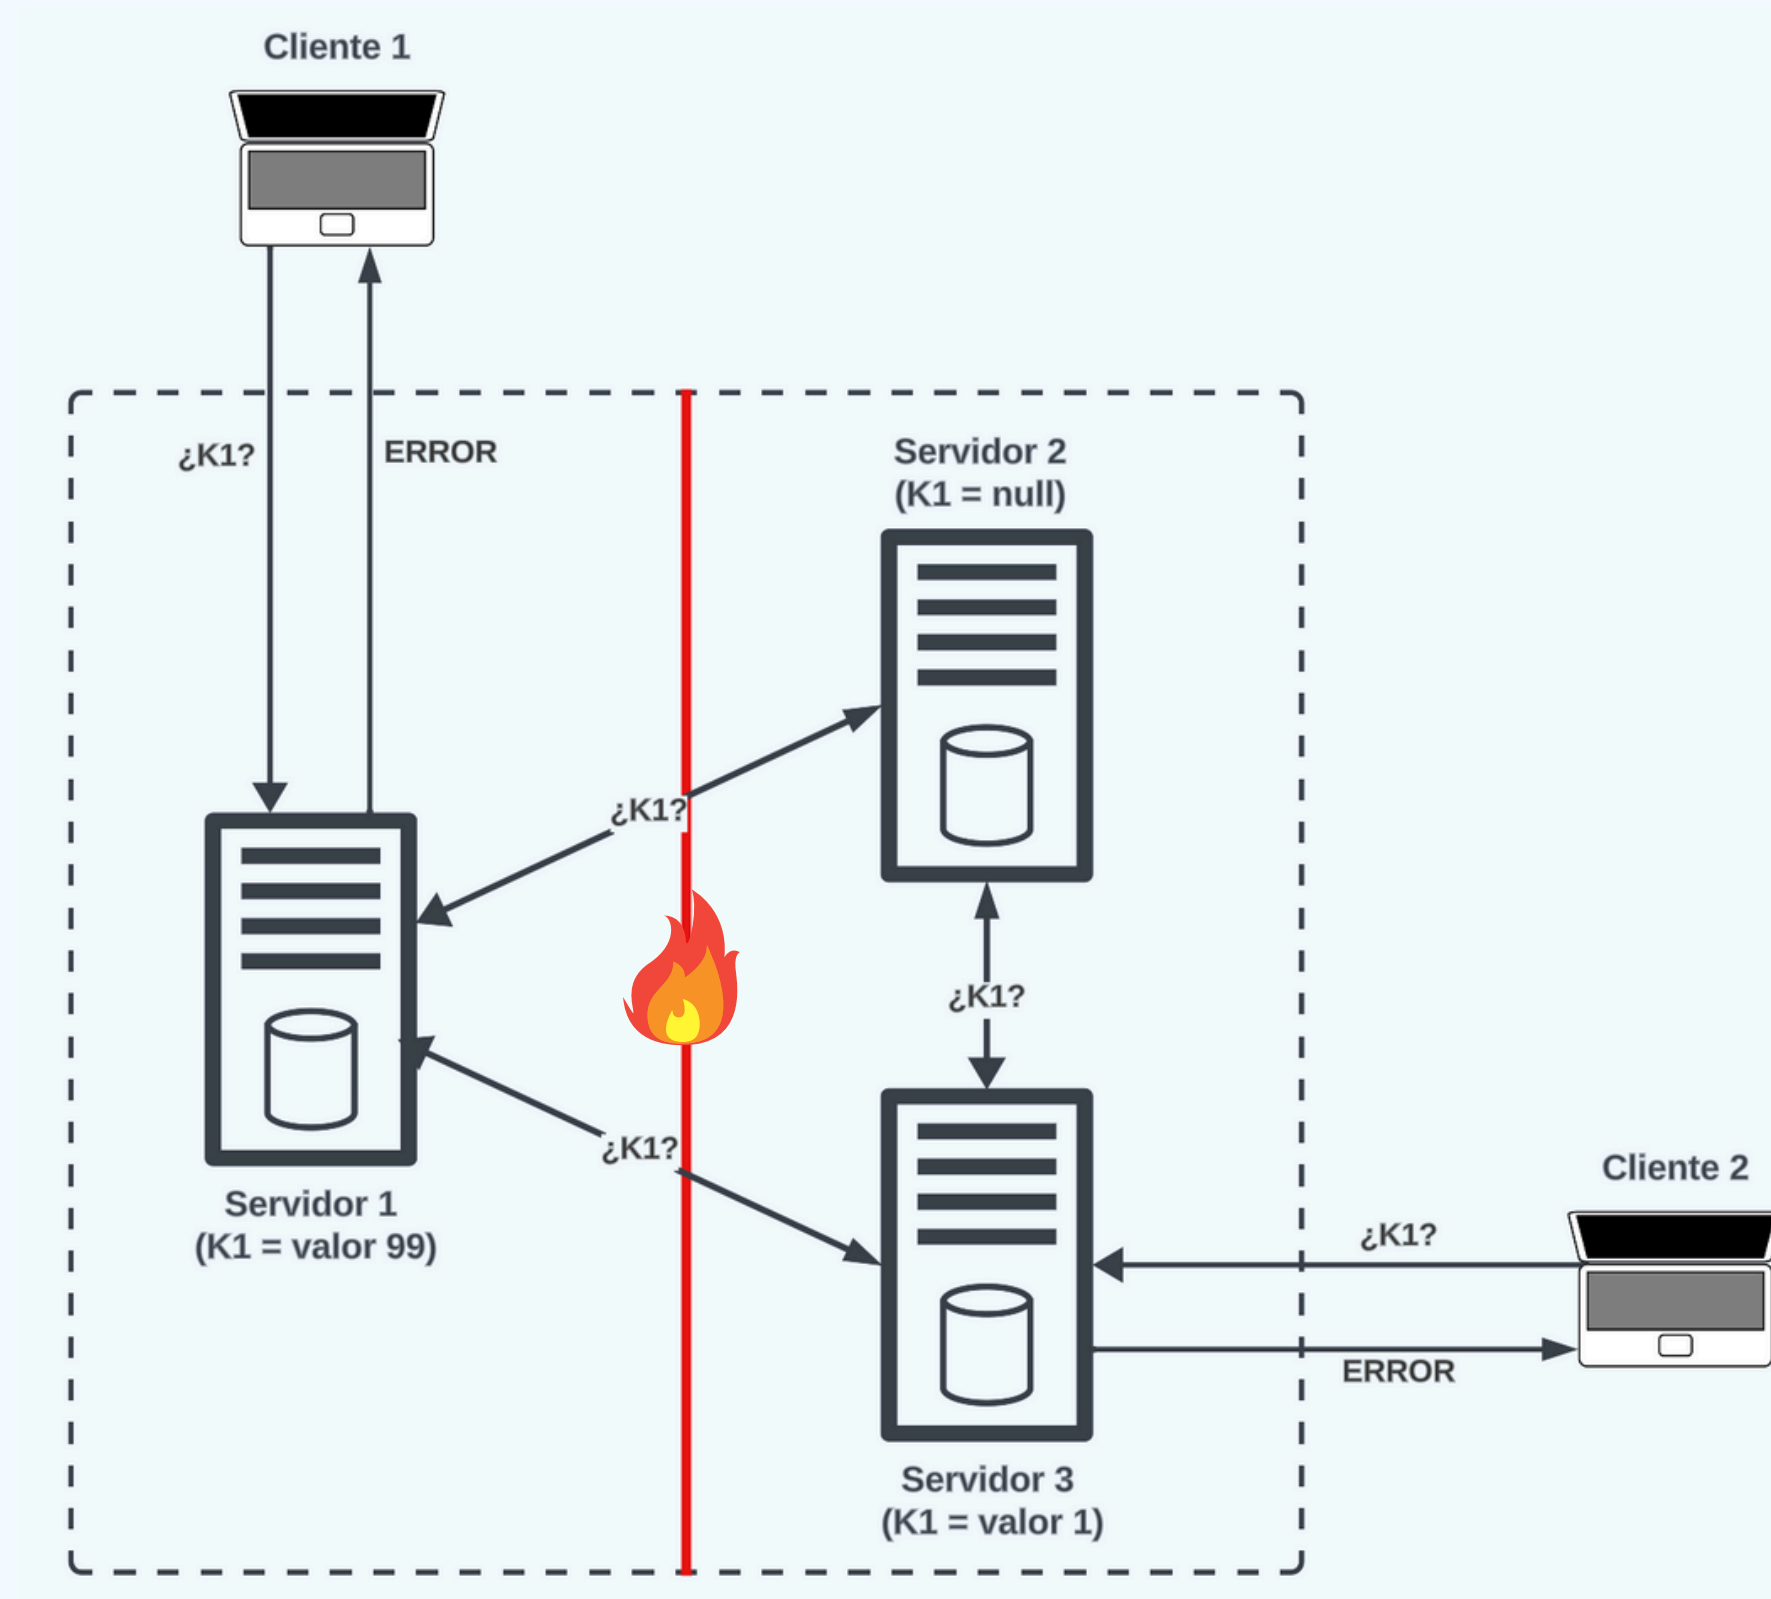 Cliente 1
¿K1?
ERROR
Servidor 2
(K1 = null)
¿K1?
¿K1?
¿K1?
Servidor 1
(K1 = valor 99)
Cliente 2
¿K1?
ERROR
Servidor 3
(K1 = valor 1)